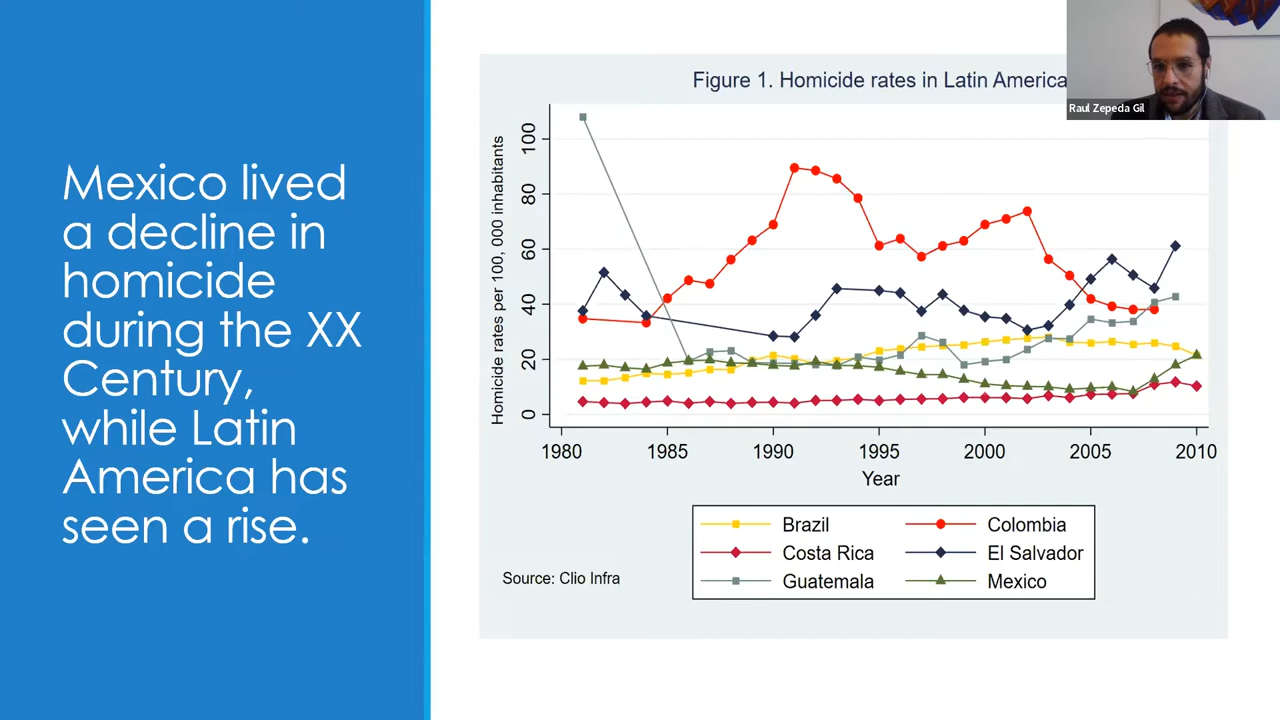 Mexico lived
a decline in
homicide
during the XX
Century,
while Latin
America has
seen a rise.
Figure 1. Homicide rates in Latin America
Raul Zepeda Gil
Homicide rates per 100, 000 inhabitants
100
80
60
40
20
0
1980 1985 1990 1995 2000 2005 2010
Year
Brazil Colombia
Costa Rica El Salvador
Guatemala Mexico
Source: Clio Infra